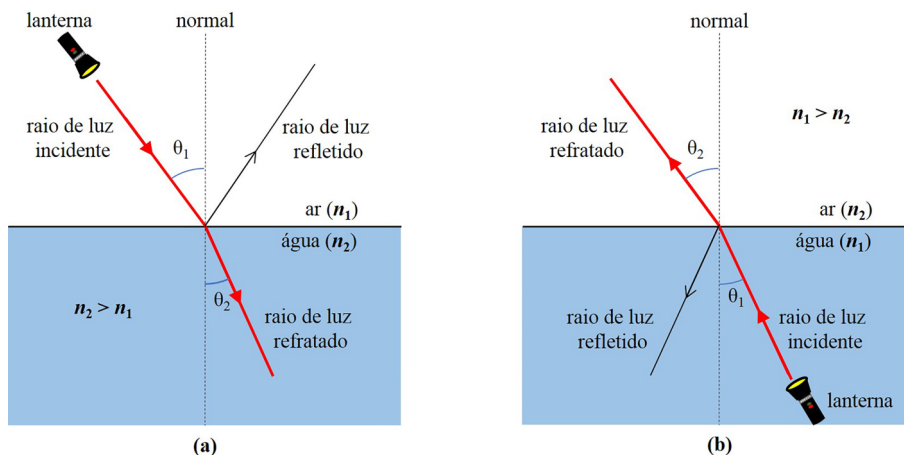 lanterna
normal
raio de luz
incidente
θ1
raio de luz
refletido
ar (n1)
água (n2)
n2 > n1
θ2
raio de luz
refratado
(a)
normal
n1 > n2
raio de luz
refratado
θ2
ar (n2)
água (n1)
θ1
raio de luz
refletido
raio de luz
incidente
lanterna
(b)